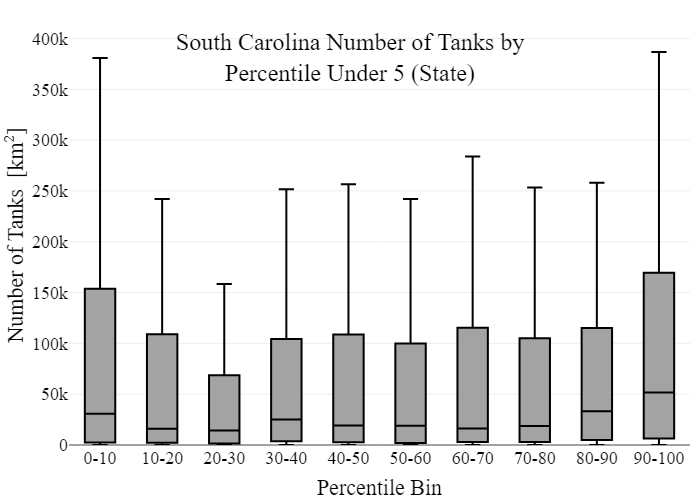 South Carolina Number of Tanks by
Percentile Under 5 (State)
Number of Tanks [km²]
400k
350k
300k
250k
200k
150k
100k
50k
0
0-10 10-20 20-30 30-40 40-50 50-60 60-70 70-80 80-90 90-100
Percentile Bin